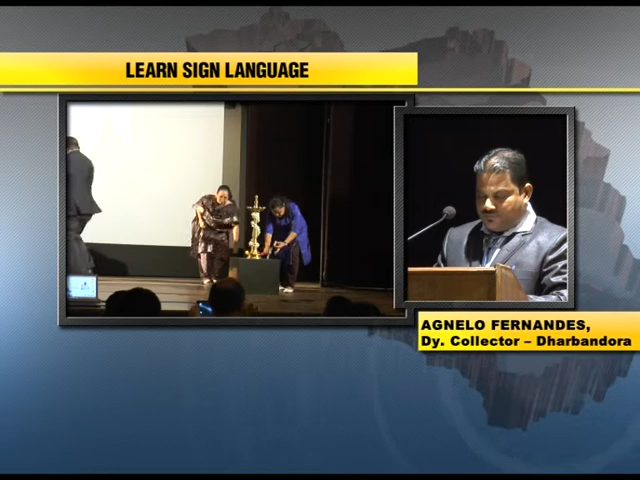 LEARN SIGN LANGUAGE
AGNELO FERNANDES,
Dy. Collector – Dharbandora